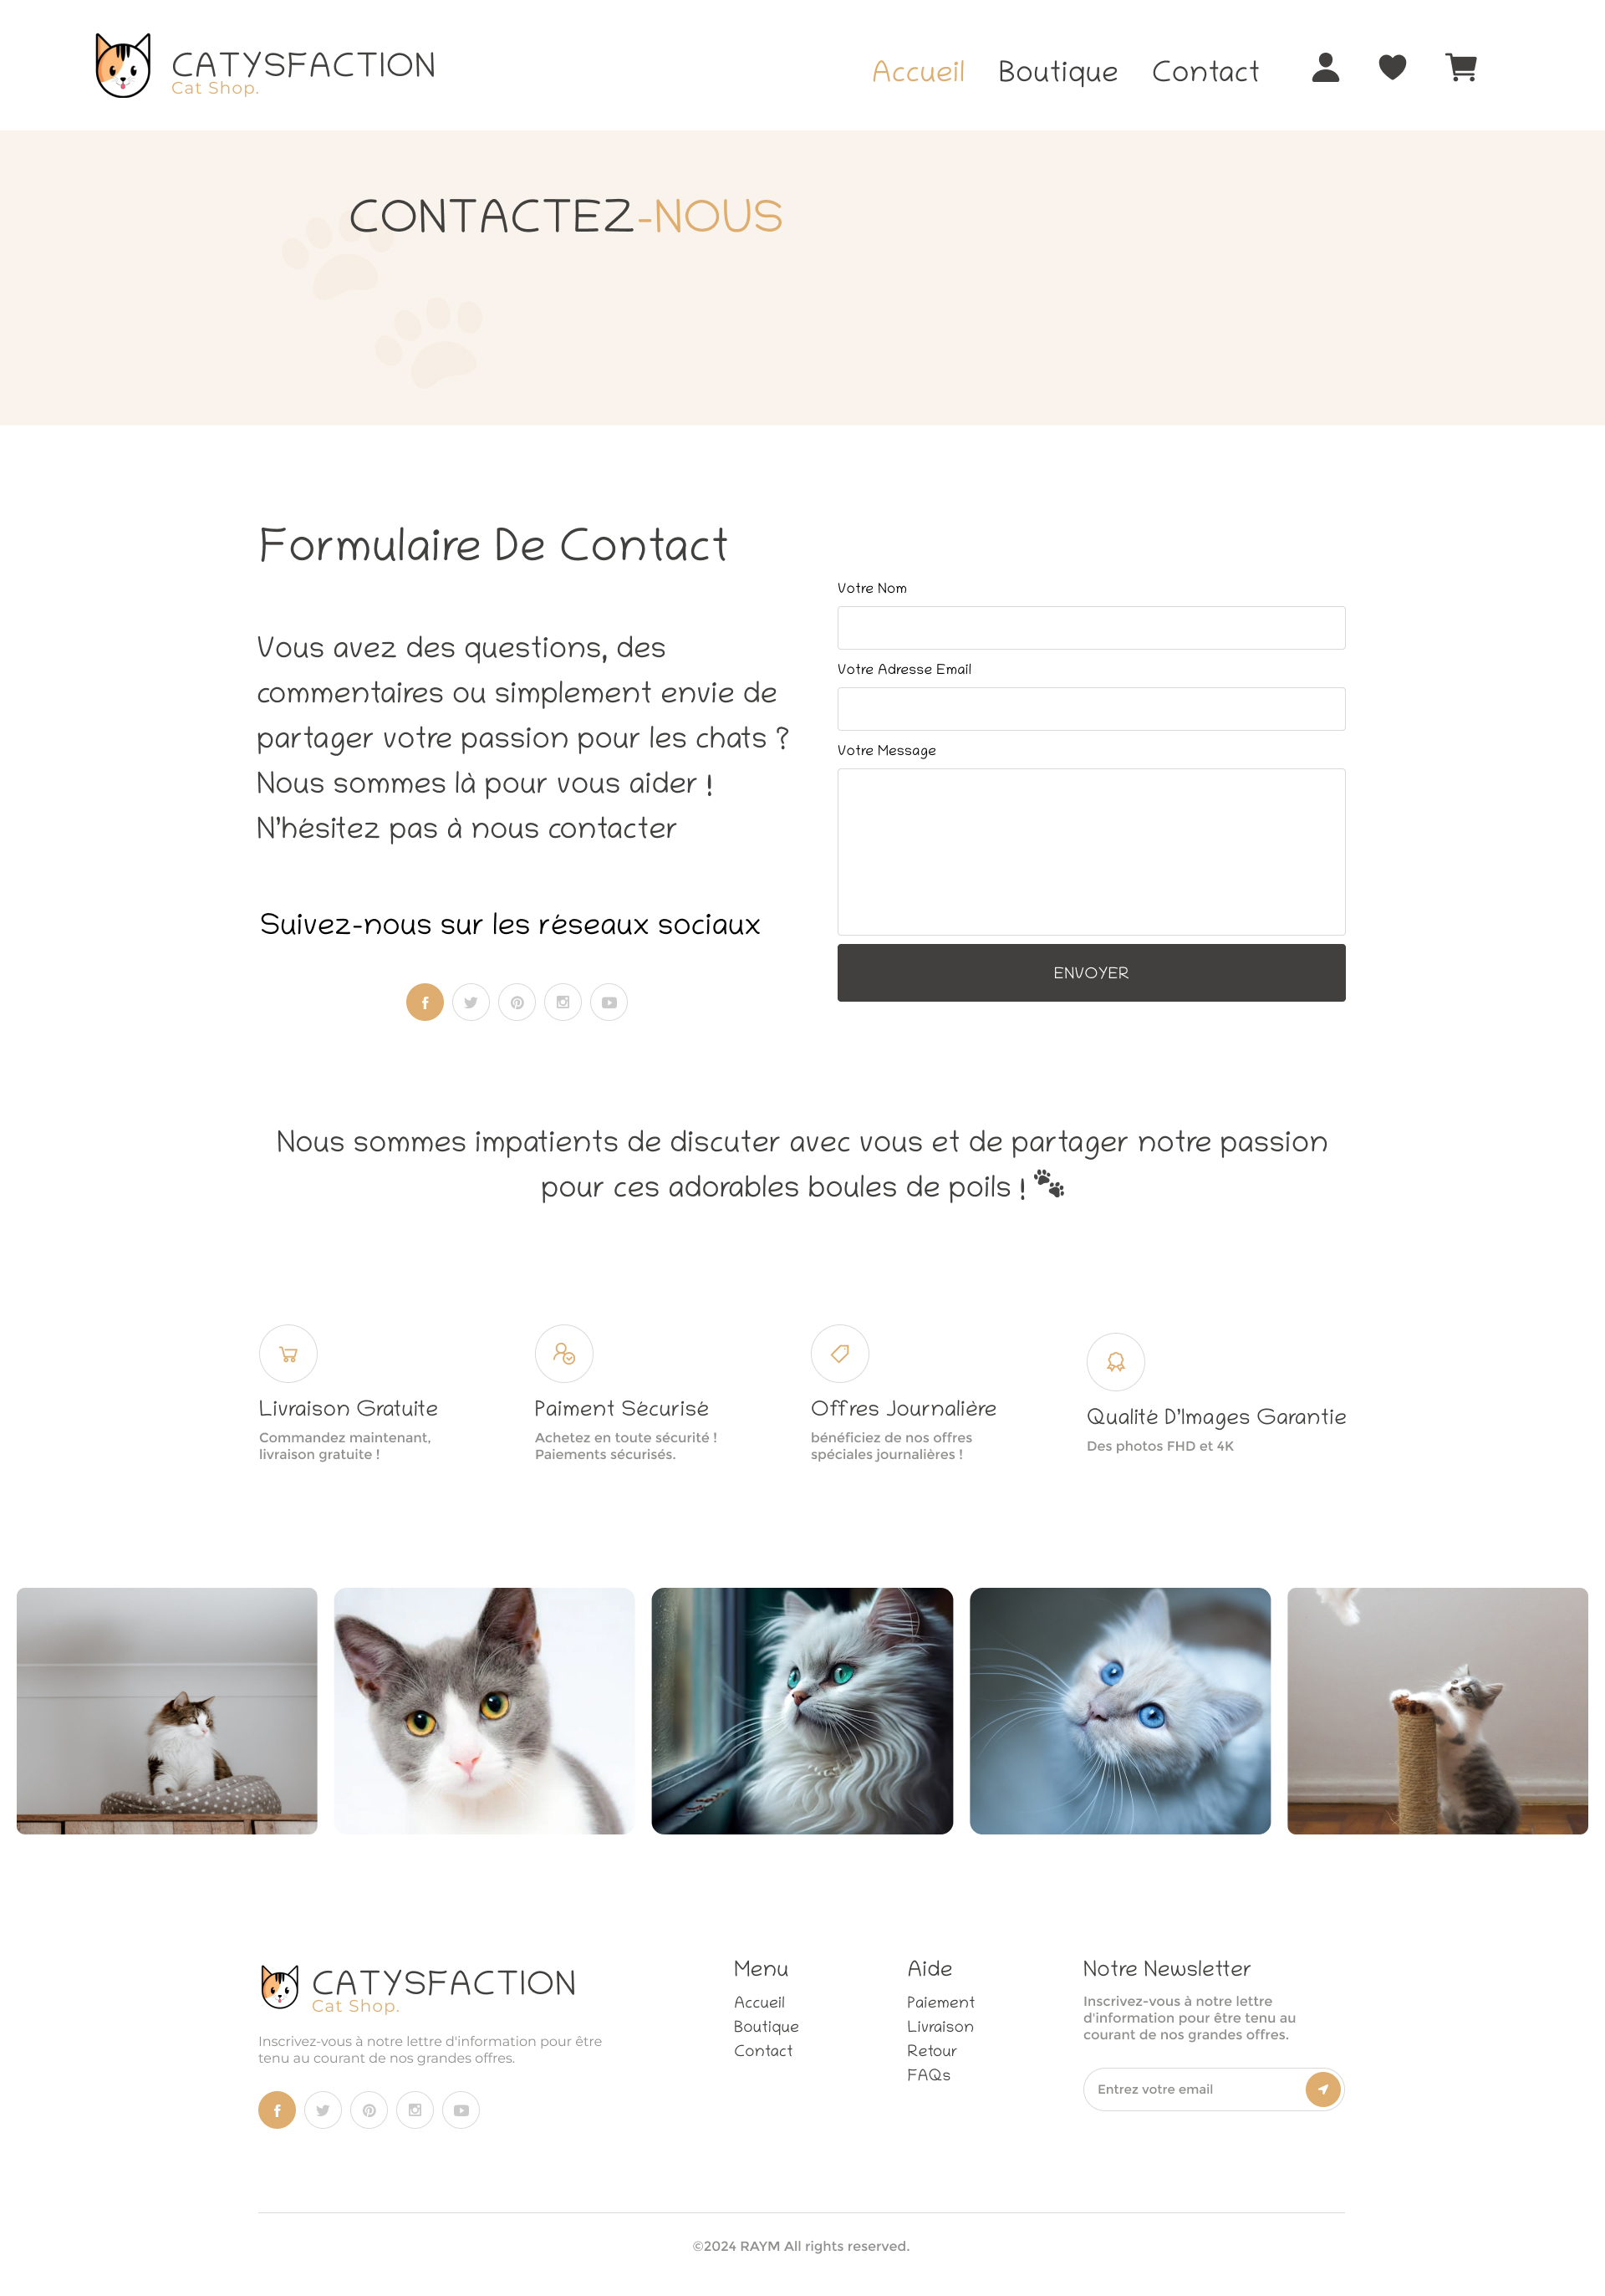 CATYSFACTION
Cat Shop.
Accueil
Boutique
Contact
CONTACTEZ-NOUS
Formulaire De Contact
Vous avez des questions, des
commentaires ou simplement envie de
partager votre passion pour les chats ?
Nous sommes là pour vous aider !
N'hésitez pas à nous contacter
Suivez-nous sur les réseaux sociaux
Votre Nom
Votre Adresse Email
Votre Message
ENVOYER
Nous sommes impatients de discuter avec vous et de partager notre passion
pour ces adorables boules de poils !
Livraison Gratuite
Commandez maintenant,
livraison gratuite !
Paiment Sécurisé
Achetez en toute sécurité !
Paiements sécurisés.
Offres Journalière
bénéficiez de nos offres
spéciales journalières !
Qualité D'Images Garantie
Des photos FHD et 4K
CATYSFACTION
Cat Shop.
Inscrivez-vous à notre lettre d'information pour être
tenu au courant de nos grandes offres.
Menu
Accueil
Boutique
Contact
Aide
Paiement
Livraison
Retour
FAQs
Notre Newsletter
Inscrivez-vous à notre lettre
d'information pour être tenu au
courant de nos grandes offres.
Entrez votre email
©2024 RAYM All rights reserved.